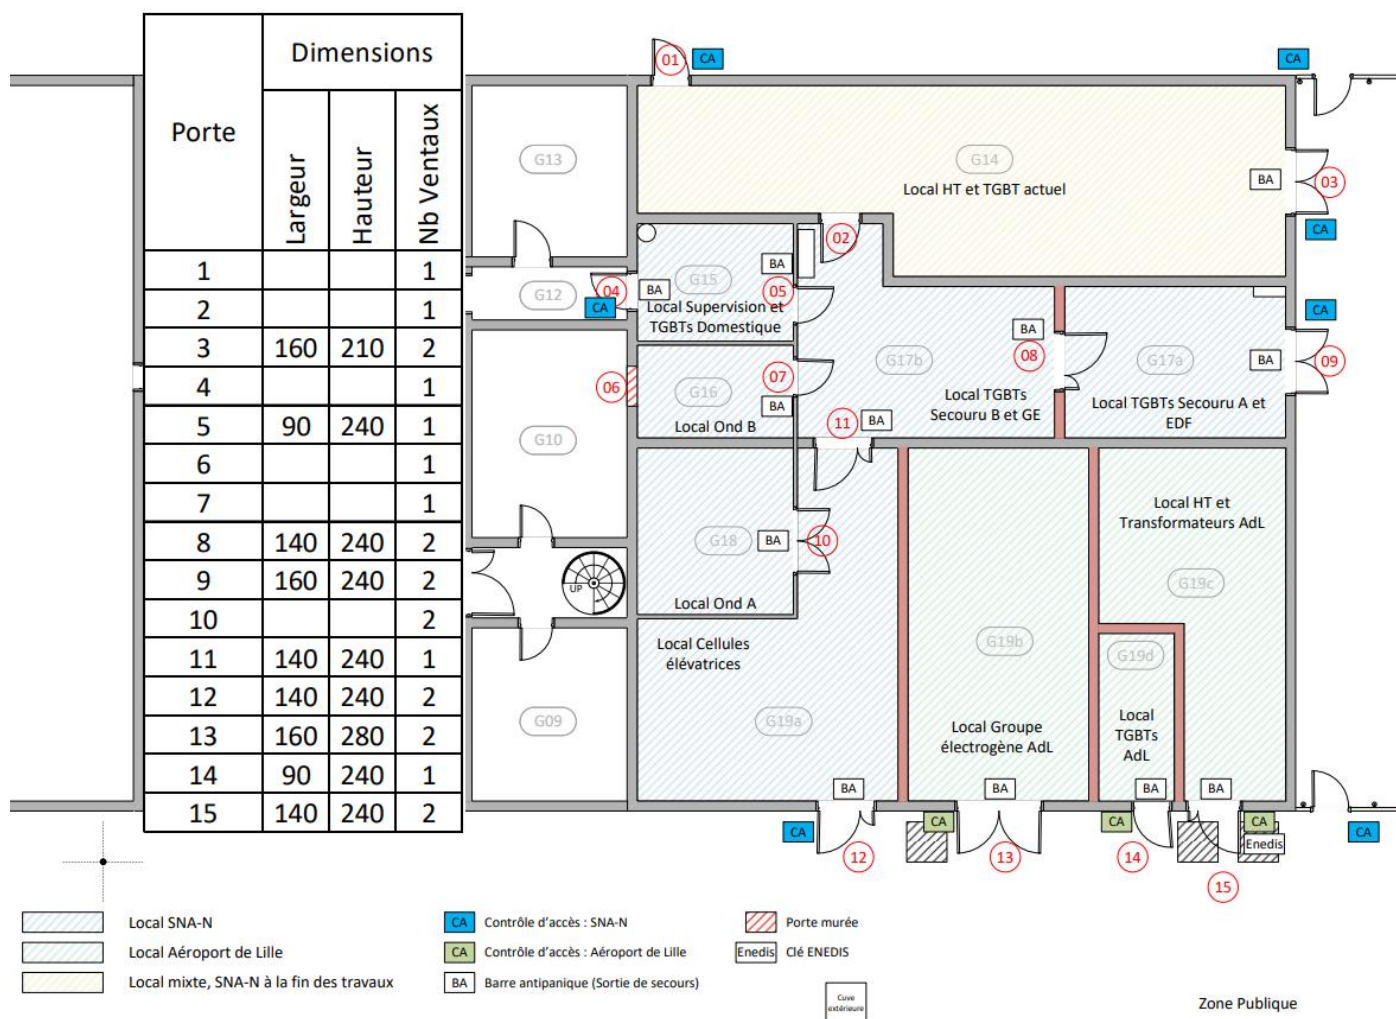 Porte Dimensions
Largeur Hauteur Nb Ventaux
1 1
2 1
3 160 210 2
4 1
5 90 240 1
6 1
7 1
8 140 240 2
9 160 240 2
10 2
11 140 240 1
12 140 240 2
13 160 280 2
14 90 240 1
15 140 240 2
01 CA
CA
G13
G14
Local HT et TGBT actuel
BA 03
CA
02
G15
BA
G12
04
CA
BA
05
Local Supervision et
TGBTs Domestique
CA
G17b
BA
08
G17a
BA
09
06
G16
07
BA
Local Ond B
Local TGBTs
Secouru B et GE
Local TGBTs Secouru A et
EDF
11
BA
G10
G18
BA
10
Local Ond A
UP
Local HT et
Transformateurs AdL
G19c
Local Cellules
élévatrices
G19b
G19d
G09
G19a
Local Groupe
électrogène AdL
Local
TGBTs
AdL
BA
BA
BA
BA
CA
12
CA
13
CA
14
CA
Enedis
15
CA
Local SNA-N
Local Aéroport de Lille
Local mixte, SNA-N à la fin des travaux
CA Contrôle d'accès : SNA-N
CA Contrôle d'accès : Aéroport de Lille
BA Barre antipanique (Sortie de secours)
Porte murée
Enedis Clé ENEDIS
Cuve
extérieure
Zone Publique